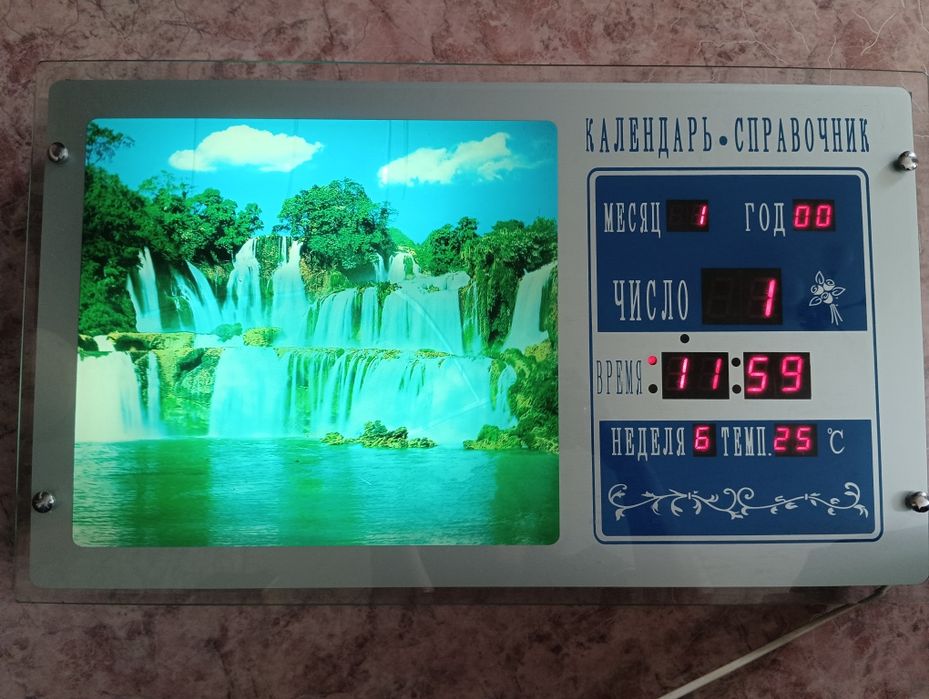 КАЛЕНДАРЬ•СПРАВОЧНИК
МЕСЯЦ 1 ГОД 00
ЧИСЛО 1
ВРЕМЯ 11:59
НЕДЕЛЯ 6 ТЕМП. 25 °C